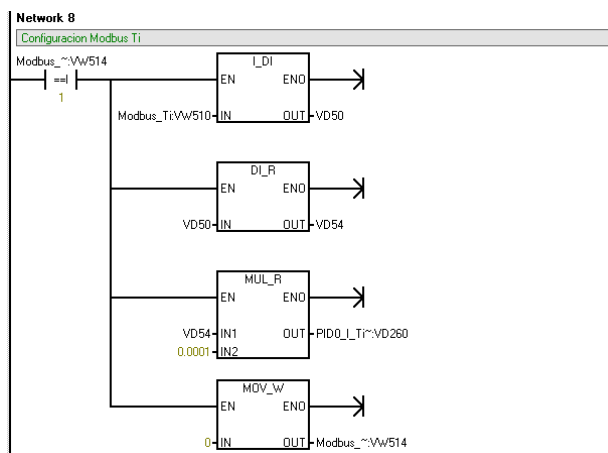 Network 8
Configuracion Modbus Ti
Modbus_~:VW514
==I
1
I_DI
EN ENO
Modbus_Ti:VW510 IN OUT VD50
DI_R
EN ENO
VD50 IN OUT VD54
MUL_R
EN ENO
VD54 IN1 OUT PID0_I_Ti~:VD260
0.0001 IN2
MOV_W
EN ENO
0 IN OUT Modbus_~:VW514